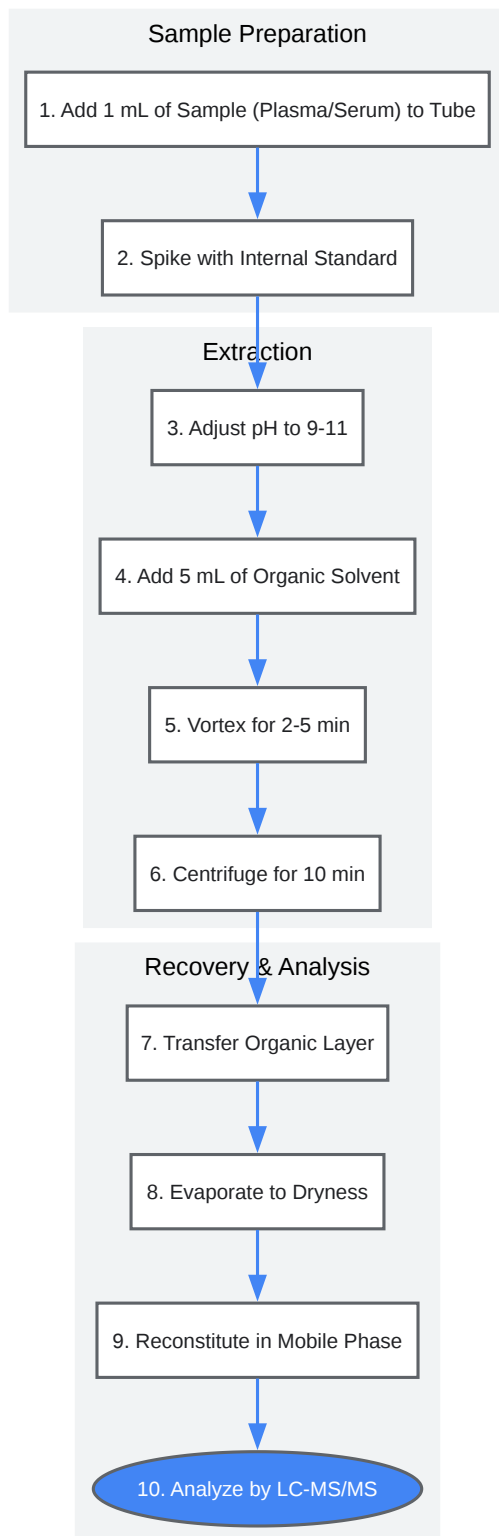 Sample Preparation
1. Add 1 mL of Sample (Plasma/Serum) to Tube
2. Spike with Internal Standard
Extraction
3. Adjust pH to 9-11
4. Add 5 mL of Organic Solvent
5. Vortex for 2-5 min
6. Centrifuge for 10 min
Recovery & Analysis
7. Transfer Organic Layer
8. Evaporate to Dryness
9. Reconstitute in Mobile Phase
10. Analyze by LC-MS/MS